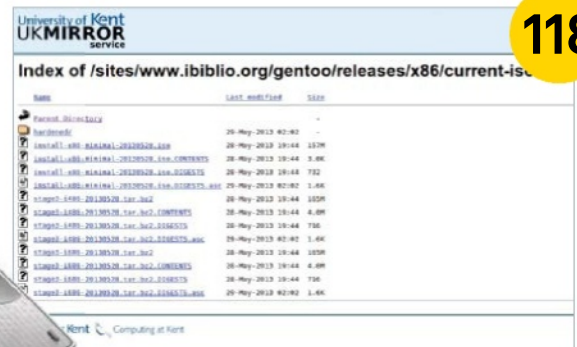 University of Kent
UKMIRROR
service
118
Index of /sites/www.ibiblio.org/gentoo/releases/x86/current-iso
Name Last modified Size
Parent Directory -
hardened/ 29-May-2013 02:02 -
install-x86-minimal-20130528.iso 28-May-2013 19:44 157M
install-x86-minimal-20130528.iso.CONTENTS 28-May-2013 19:44 3.0K
install-x86-minimal-20130528.iso.DIGESTS 28-May-2013 19:44 732
install-x86-minimal-20130528.iso.DIGESTS.asc 29-May-2013 02:02 1.6K
stage3-i486-20130528.tar.bz2 28-May-2013 19:44 185M
stage3-i486-20130528.tar.bz2.CONTENTS 28-May-2013 19:44 4.0M
stage3-i486-20130528.tar.bz2.DIGESTS 28-May-2013 19:44 716
stage3-i486-20130528.tar.bz2.DIGESTS.asc 29-May-2013 02:02 1.6K
stage3-i686-20130528.tar.bz2 28-May-2013 19:44
stage3-i686-20130528.tar.bz2.CONTENTS 28-May-2013 19:44 4.0M
stage3-i686-20130528.tar.bz2.DIGESTS 28-May-2013 19:44 716
stage3-i686-20130528.tar.bz2.DIGESTS.asc 29-May-2013 02:02 1.6K
Kent Computing at Kent